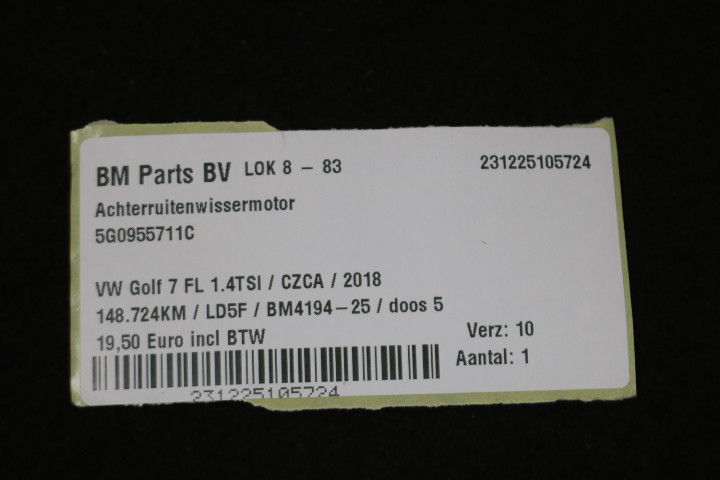 BM Parts BV LOK 8 - 83 231225105724
Achterruitenwissermotor
5G0955711C
VW Golf 7 FL 1.4TSI / CZCA / 2018
148.724KM / LD5F / BM4194-25 / doos 5
19,50 Euro incl BTW Verz: 10
Aantal: 1
231225105724